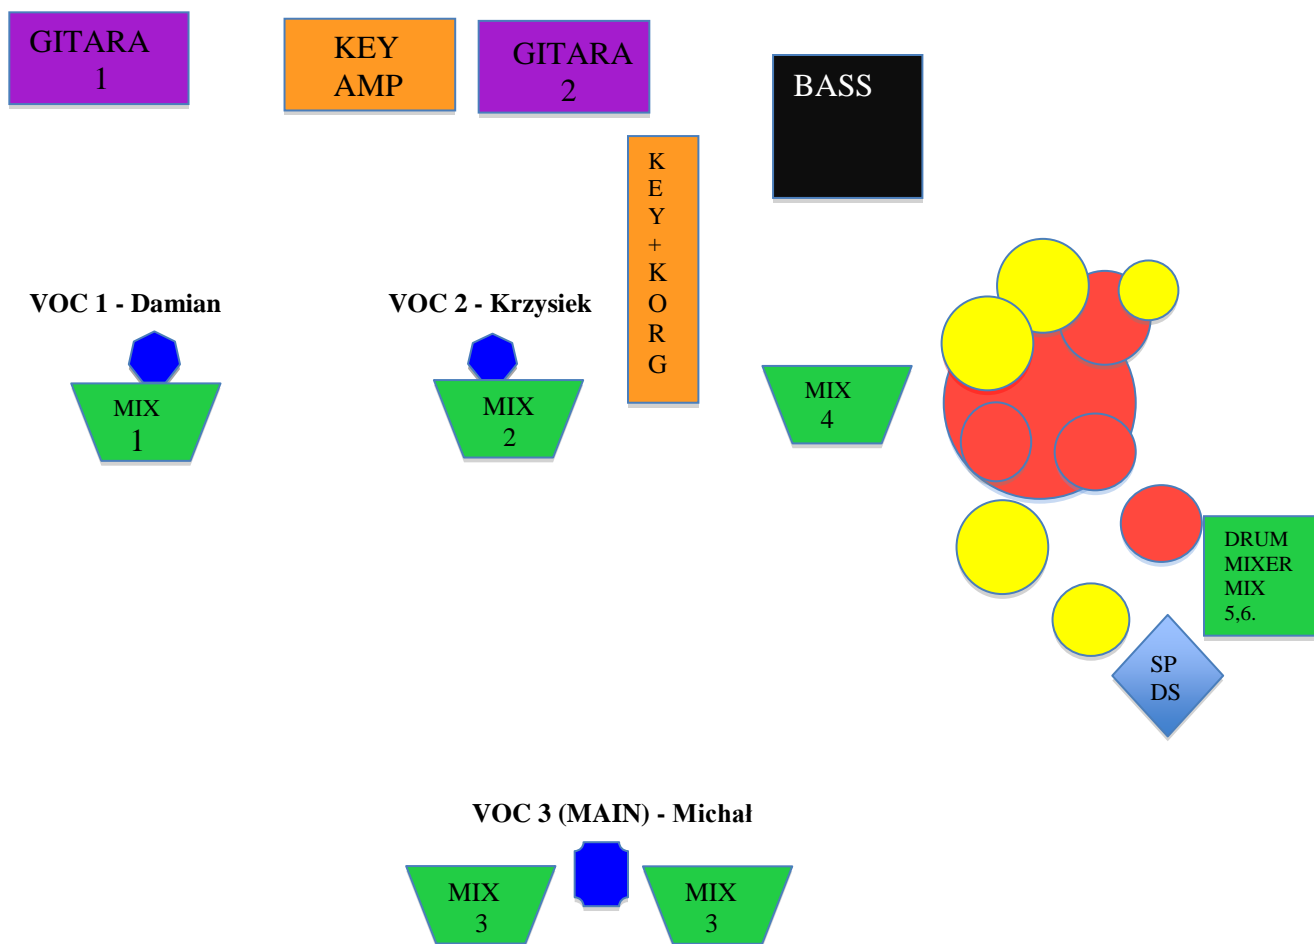 GITARA
1
KEY
AMP
GITARA
2
BASS
K
E
Y
+
K
O
R
G
VOC 1 - Damian
VOC 2 - Krzysiek
MIX
1
MIX
2
MIX
4
DRUM
MIXER
MIX
5,6.
SP
DS
VOC 3 (MAIN) - Michał
MIX
3
MIX
3